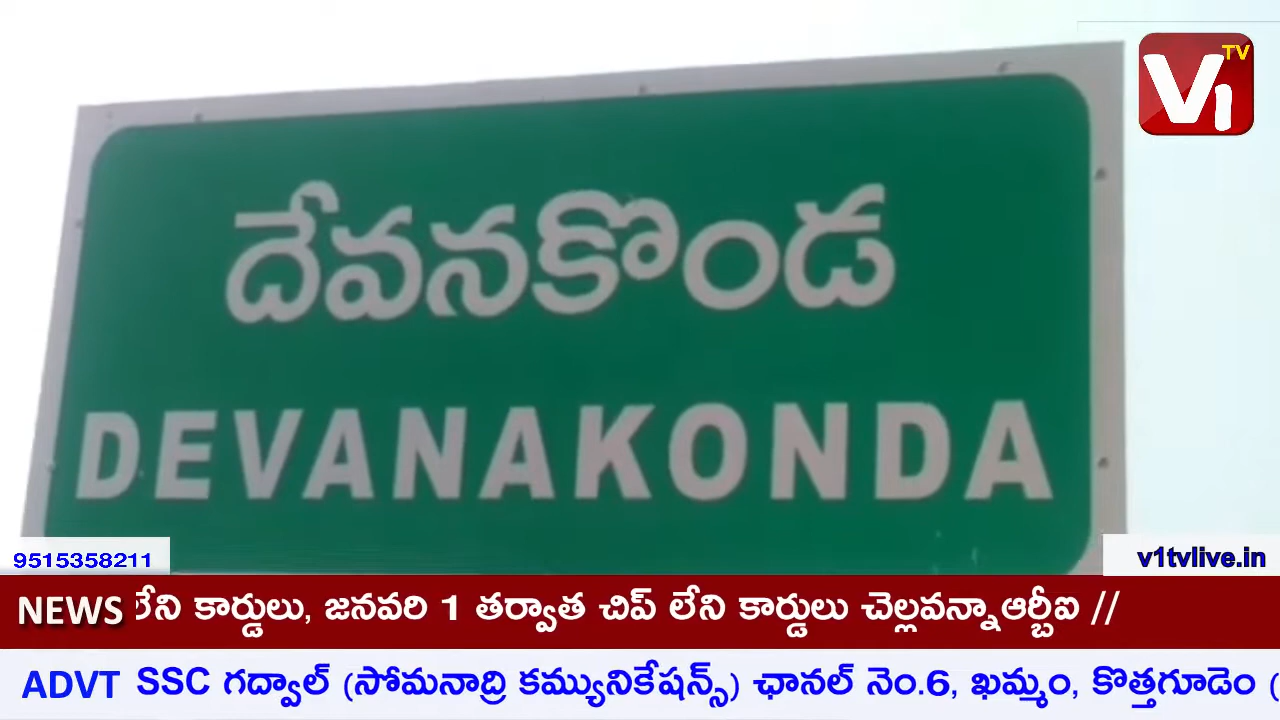 TV
V1
దేవనకొండ
DEVANAKONDA
9515358211
v1tvlive.in
NEWS లేని కార్డులు, జనవరి 1 తర్వాత చిప్ లేని కార్డులు చెల్లవన్నాఆర్బీఐ //
ADVT SSC గద్వాల్ (సోమనాద్రి కమ్యునికేషన్స్) ఛానల్ నెం.6, ఖమ్మం, కొత్తగూడెం (